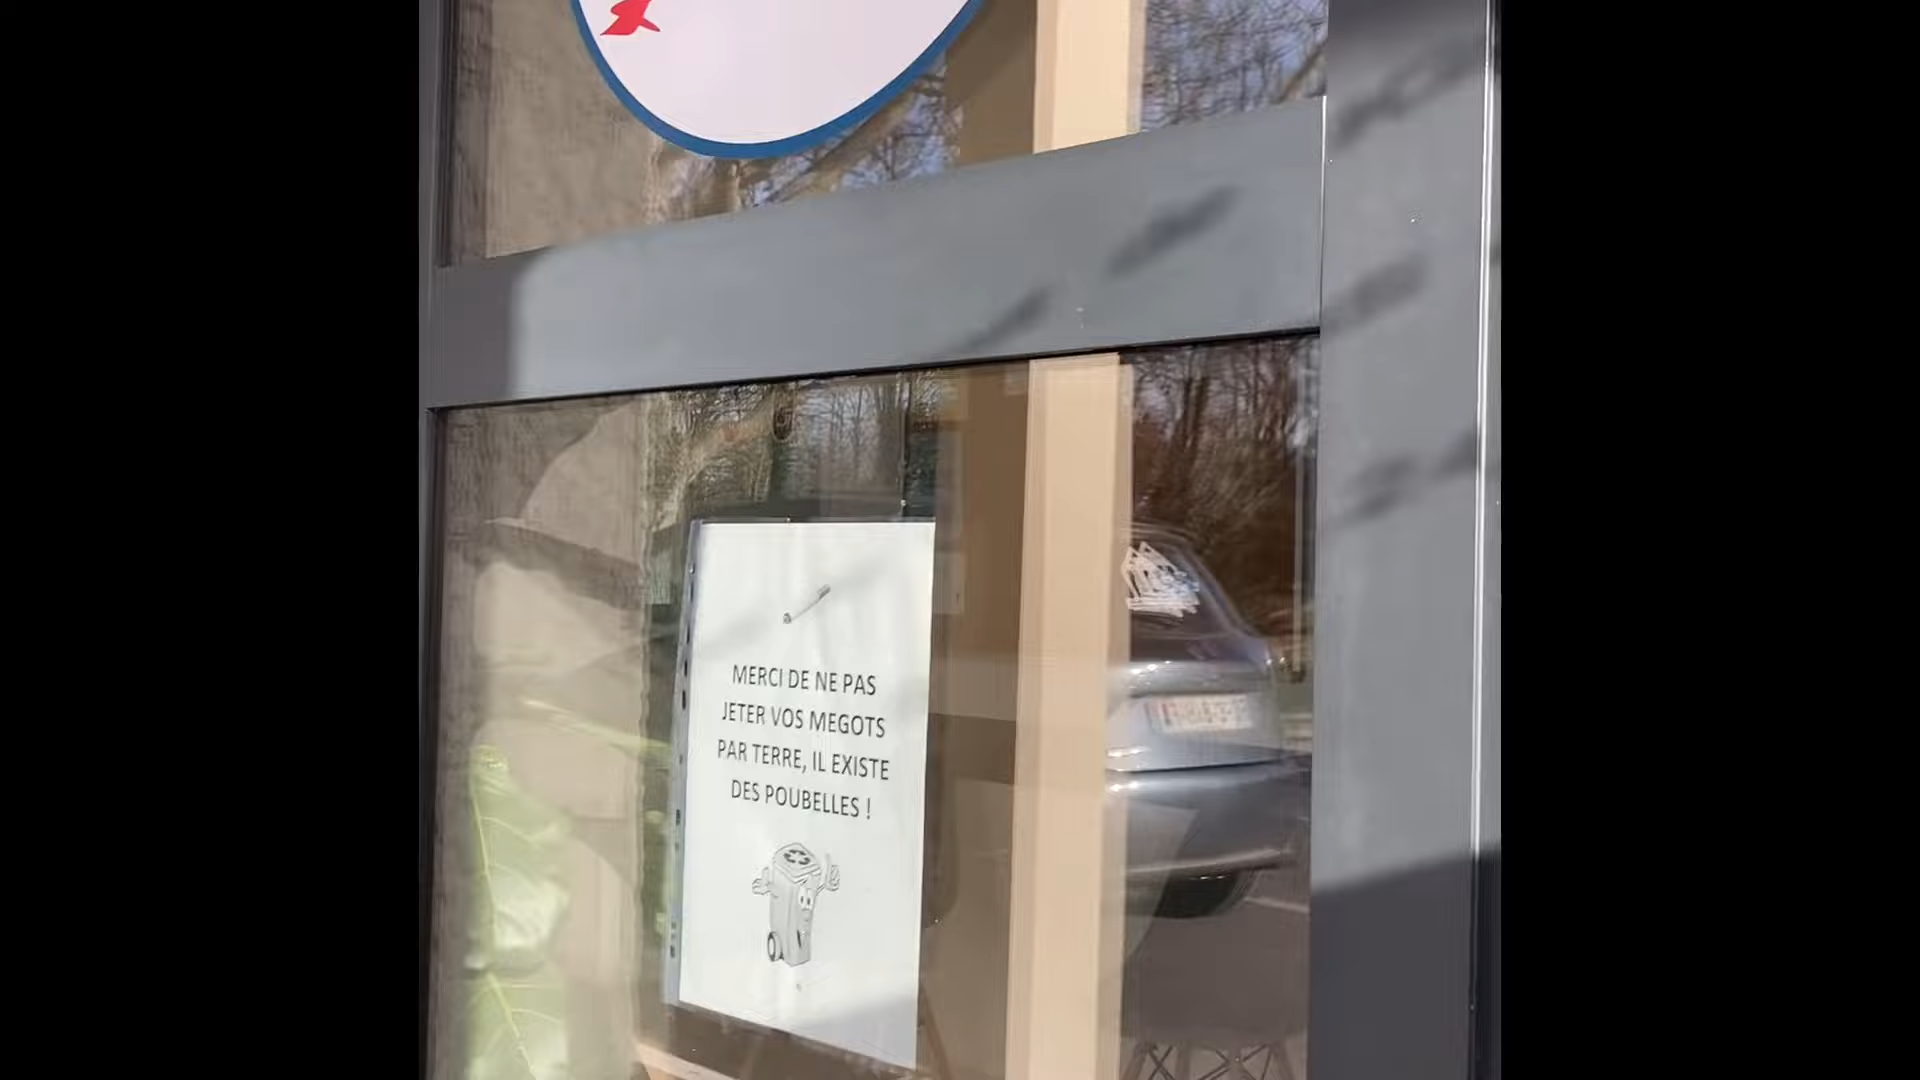 MERCI DE NE PAS
JETER VOS MEGOTS
PAR TERRE, IL EXISTE
DES POUBELLES !